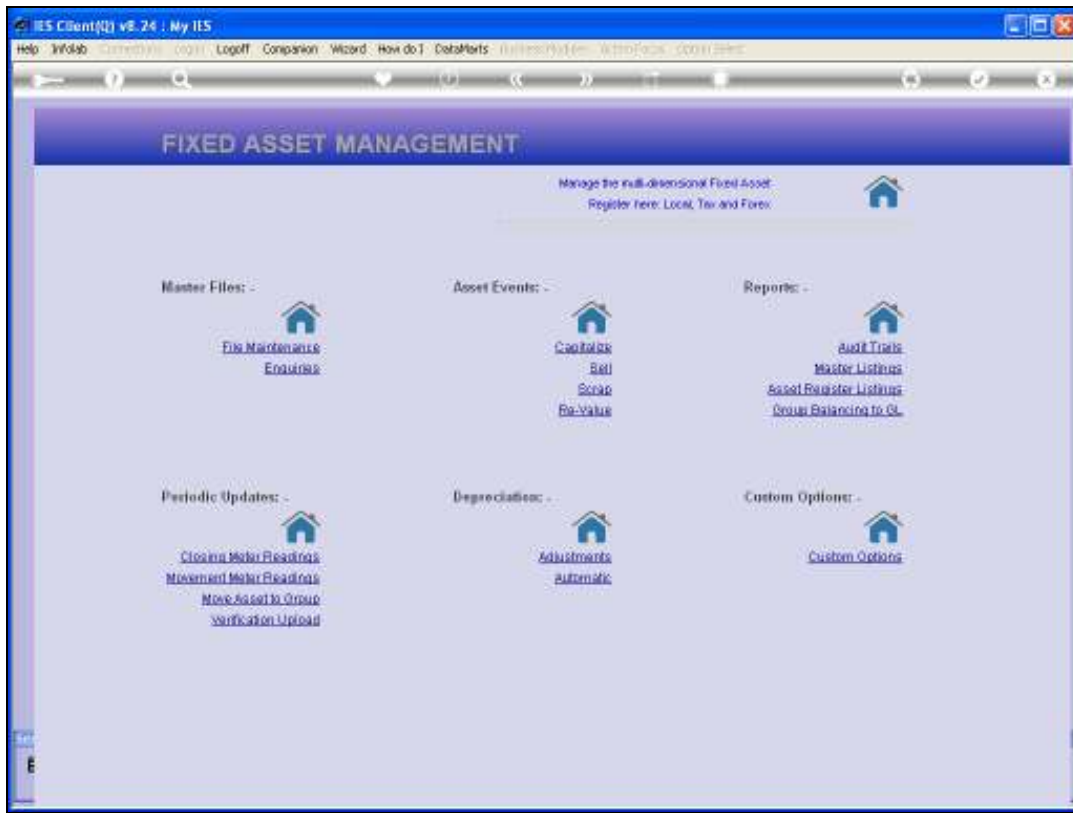 IES Client(Q) v8.24 : My IES
Help Infolab Connections Login Logoff Companion Wizard How do I DataMarts
FIXED ASSET MANAGEMENT
Manage the multi-dimensional Fixed Asset
Register here: Local, Tax and Forex
Master Files: - Asset Events: - Reports: -
File Maintenance Capitalize Audit Trails
Enquiries Sell Master Listings
Scrap Asset Register Listings
Re-Value Group Balancing to GL
Periodic Updates: - Depreciation: - Custom Options: -
Closing Meter Readings Adjustments Custom Options
Movement Meter Readings Automatic
Move Asset to Group
Verification Upload